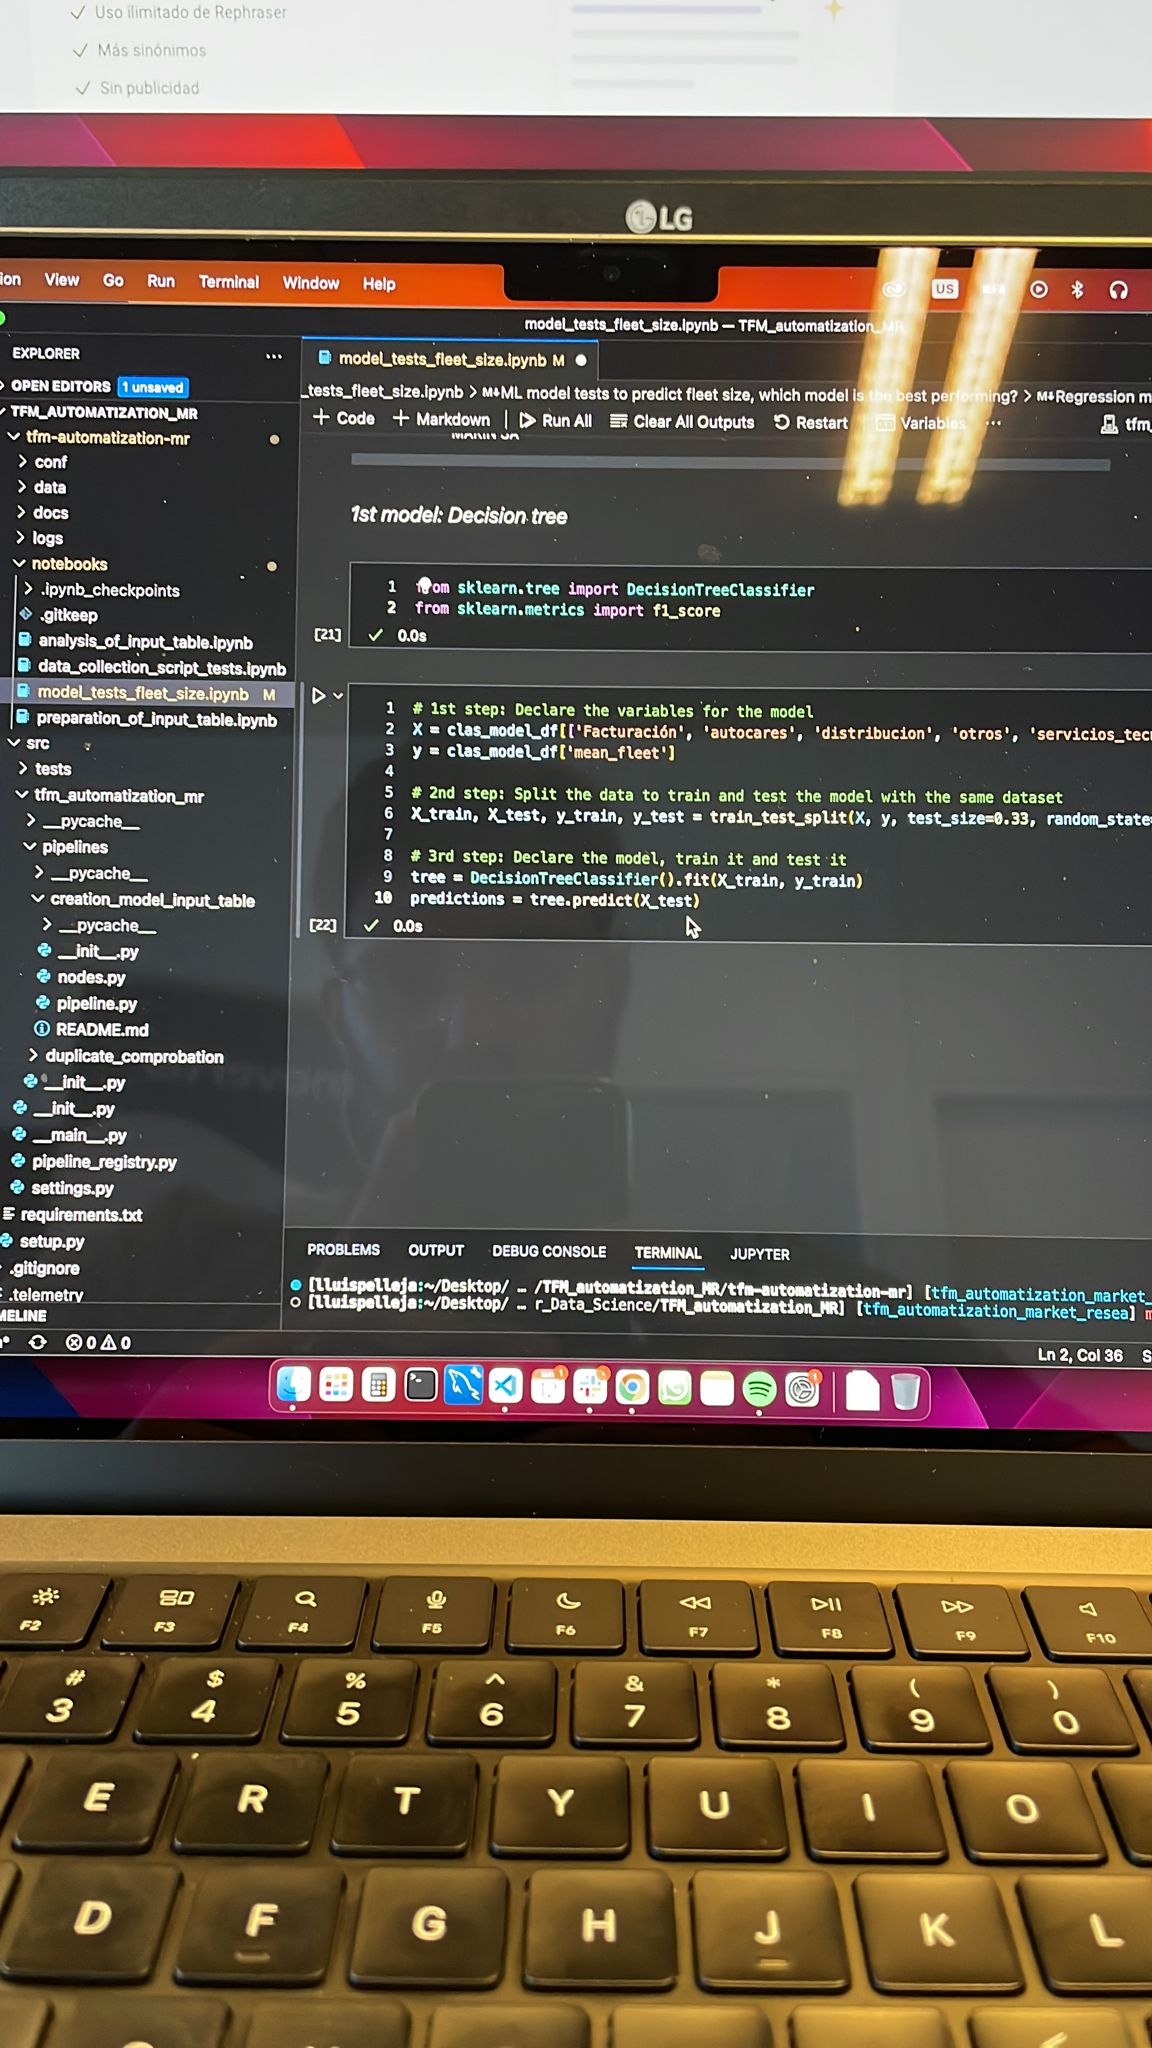 Uso ilimitado de Rephraser
Más sinónimos
Sin publicidad
LG
ion View Go Run Terminal Window Help
US
model_tests_fleet_size.ipynb — TFM_automatization_MR
EXPLORER
model_tests_fleet_size.ipynb M
OPEN EDITORS 1 unsaved
_tests_fleet_size.ipynb > M↓ML model tests to predict fleet size, which model is the best performing? > M↓Regression m
TFM_AUTOMATIZATION_MR
+ Code + Markdown Run All Clear All Outputs Restart Variables ... tfm_
tfm-automatization-mr
MARIN SA
conf
data
docs
logs
notebooks
.ipynb_checkpoints
.gitkeep
analysis_of_input_table.ipynb
data_collection_script_tests.ipynb
model_tests_fleet_size.ipynb M
preparation_of_input_table.ipynb
src
tests
tfm_automatization_mr
__pycache__
pipelines
__pycache__
creation_model_input_table
__pycache__
__init__.py
nodes.py
pipeline.py
README.md
duplicate_comprobation
__init__.py
__init__.py
__main__.py
pipeline_registry.py
settings.py
requirements.txt
setup.py
.gitignore
.telemetry
MELINE
1st model: Decision tree
1 from sklearn.tree import DecisionTreeClassifier
2 from sklearn.metrics import f1_score
[21] 0.0s
1 # 1st step: Declare the variables for the model
2 X = clas_model_df[['Facturación', 'autocares', 'distribucion', 'otros', 'servicios_tecn
3 y = clas_model_df['mean_fleet']
4
5 # 2nd step: Split the data to train and test the model with the same dataset
6 X_train, X_test, y_train, y_test = train_test_split(X, y, test_size=0.33, random_state=
7
8 # 3rd step: Declare the model, train it and test it
9 tree = DecisionTreeClassifier().fit(X_train, y_train)
10 predictions = tree.predict(X_test)
[22] 0.0s
PROBLEMS OUTPUT DEBUG CONSOLE TERMINAL JUPYTER
[lluispelleja:~/Desktop/ … /TFM_automatization_MR/tfm-automatization-mr] [tfm_automatization_market_
[lluispelleja:~/Desktop/ … r_Data_Science/TFM_automatization_MR] [tfm_automatization_market_resea] m
0 0
Ln 2, Col 36 S
F2 F3 F4 F5 F6 F7 F8 F9 F10
# $ % ^ & * ( )
3 4 5 6 7 8 9 0
E R T Y U I O
D F G H J K L